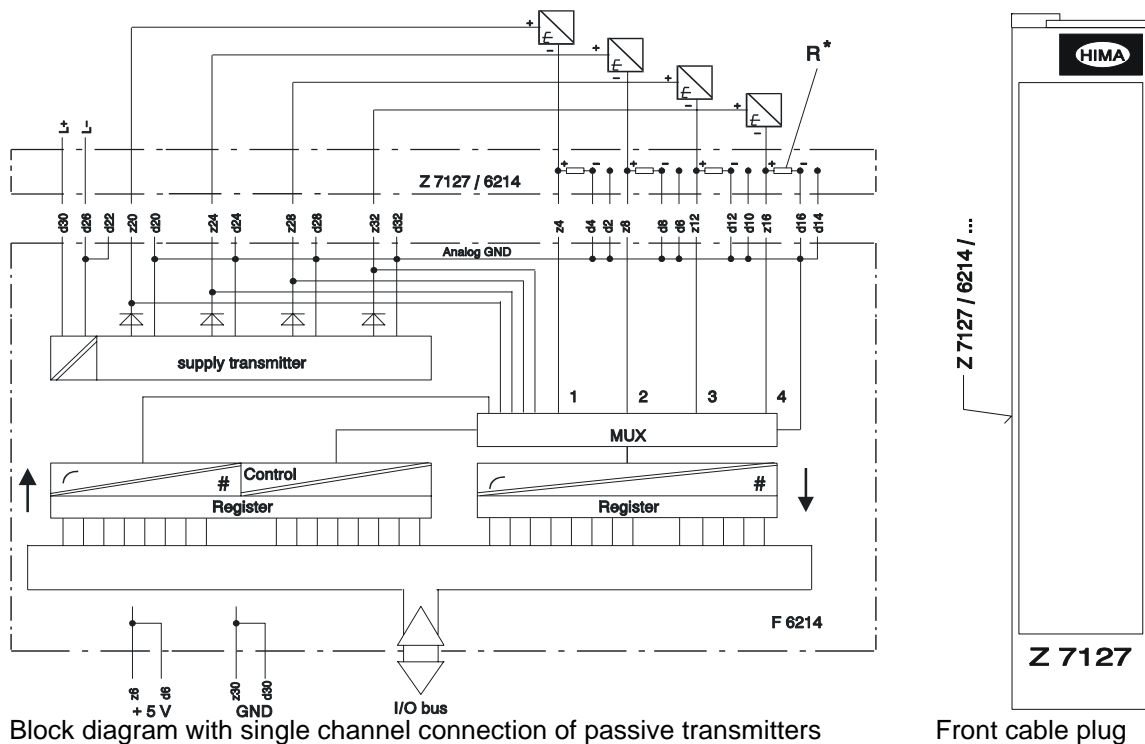 +
-
+
-
+
-
+
-
R*
HIMA
L+
L-
+ - + - + - + -
Z 7127 / 6214
d30 d26 d22 z20 d20 z24 d24 z28 d28 z32 d32 z4 d4 d2 z8 d8 d6 z12 d12 d10 z16 d16 d14
Analog GND
Z 7127 / 6214 / ...
supply transmitter
1 2 3 4
MUX
Control
# #
Register Register
F 6214
Z 7127
z6 d6 z30 d30
+ 5 V GND I/O bus
Block diagram with single channel connection of passive transmitters Front cable plug